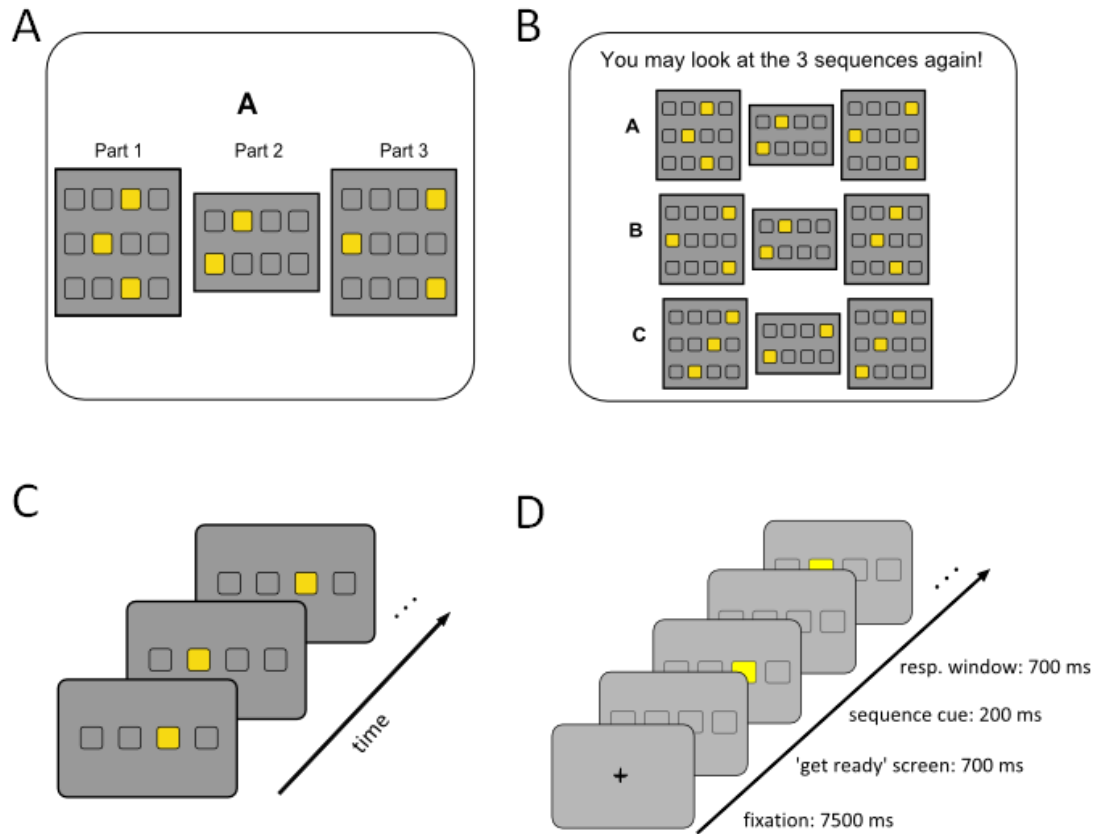 A
A
Part 1 Part 2 Part 3
B
You may look at the 3 sequences again!
A
B
C
C
...
time
D
...
resp. window: 700 ms
sequence cue: 200 ms
'get ready' screen: 700 ms
fixation: 7500 ms